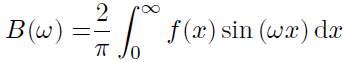 B(ω) = 2/π ∫₀^∞ f(x) sin (ωx) dx